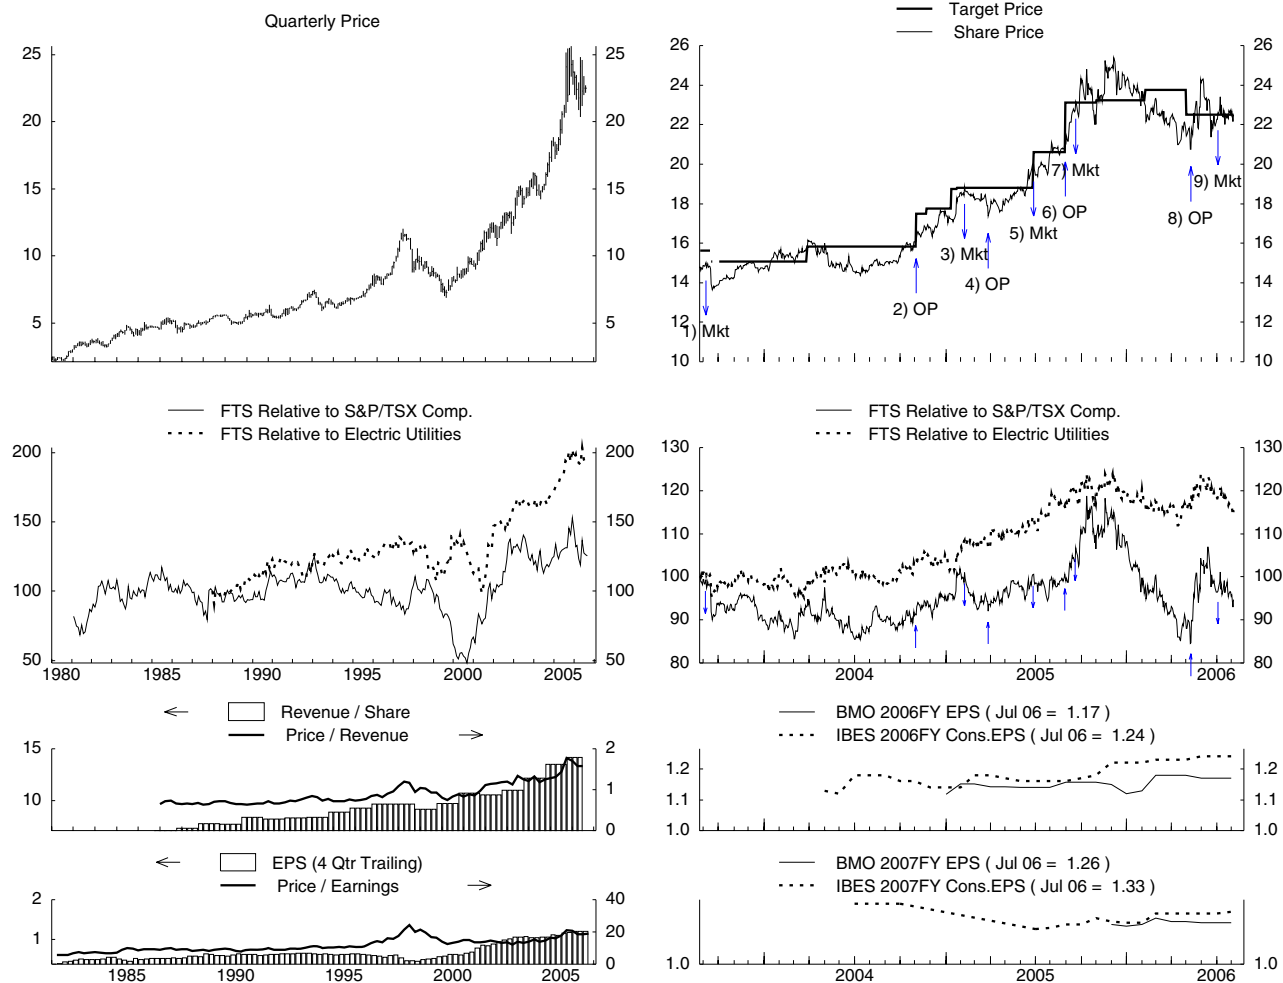 Quarterly Price
25 25
20 20
15 15
10 10
5 5
Target Price
Share Price
26 26
24 24
22 22
20 20
18 18
16 16
14 14
12 12
10 10
1) Mkt
2) OP
3) Mkt
4) OP
5) Mkt
6) OP
7) Mkt
8) OP
9) Mkt
FTS Relative to S&P/TSX Comp.
FTS Relative to Electric Utilities
200 200
150 150
100 100
50 50
1980 1985 1990 1995 2000 2005
FTS Relative to S&P/TSX Comp.
FTS Relative to Electric Utilities
130 130
120 120
110 110
100 100
90 90
80 80
2004 2005 2006
Revenue / Share
Price / Revenue
15 2
10 1
0
BMO 2006FY EPS ( Jul 06 = 1.17 )
IBES 2006FY Cons.EPS ( Jul 06 = 1.24 )
1.2 1.2
1.1 1.1
1.0 1.0
EPS (4 Qtr Trailing)
Price / Earnings
2 40
1 20
0
1985 1990 1995 2000 2005
BMO 2007FY EPS ( Jul 06 = 1.26 )
IBES 2007FY Cons.EPS ( Jul 06 = 1.33 )
1.0 1.0
2004 2005 2006